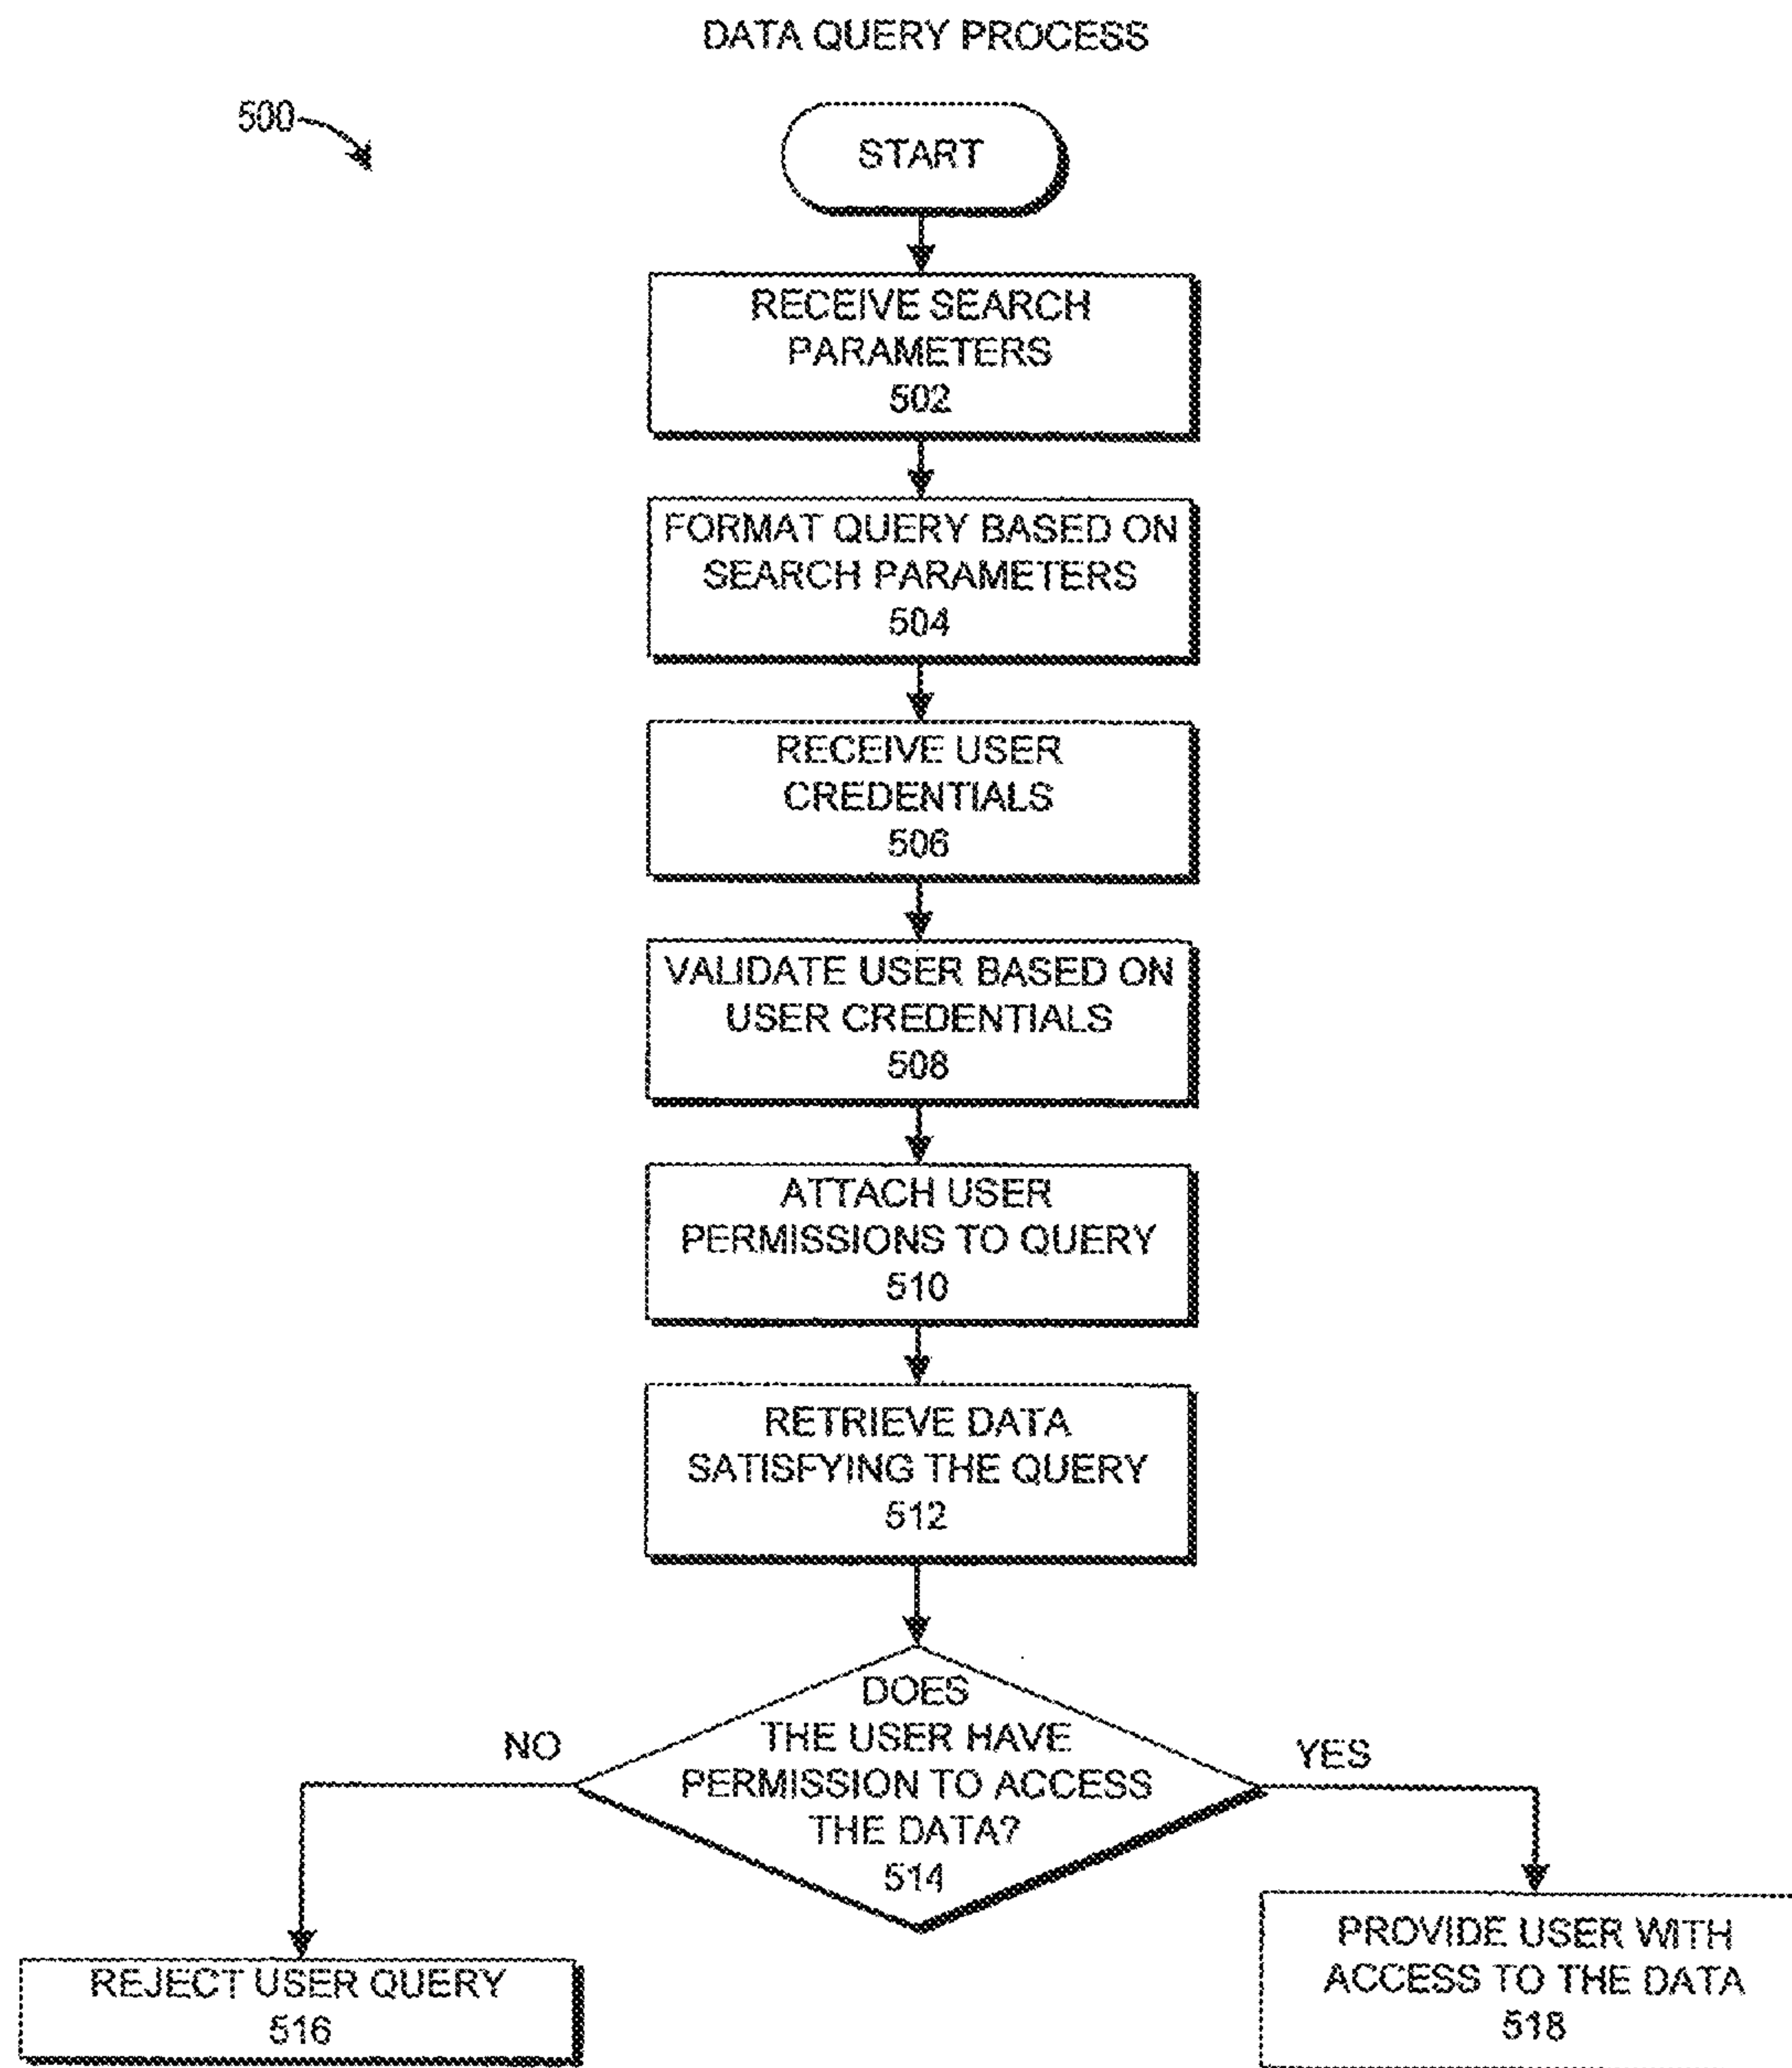 DATA QUERY PROCESS
500
START
RECEIVE SEARCH
PARAMETERS
502
FORMAT QUERY BASED ON
SEARCH PARAMETERS
504
RECEIVE USER
CREDENTIALS
506
VALIDATE USER BASED ON
USER CREDENTIALS
508
ATTACH USER
PERMISSIONS TO QUERY
510
RETRIEVE DATA
SATISFYING THE QUERY
512
DOES
THE USER HAVE
PERMISSION TO ACCESS
THE DATA?
514
NO
YES
REJECT USER QUERY
516
PROVIDE USER WITH
ACCESS TO THE DATA
518